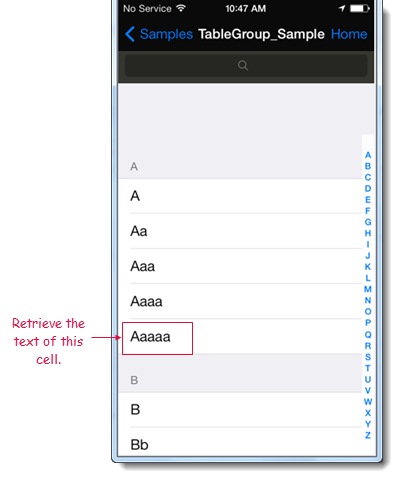 No Service 10:47 AM
Samples TableGroup_Sample Home
A
A
Aa
Aaa
Aaaa
Aaaaa
B
B
Bb
A
B
C
D
E
F
G
H
I
J
K
L
M
N
O
P
Q
R
S
T
U
V
W
X
Y
Z
Retrieve the
text of this
cell.